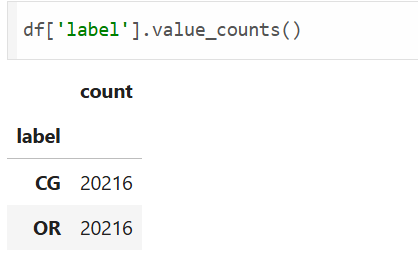 df['label'].value_counts()
count
label
CG 20216
OR 20216